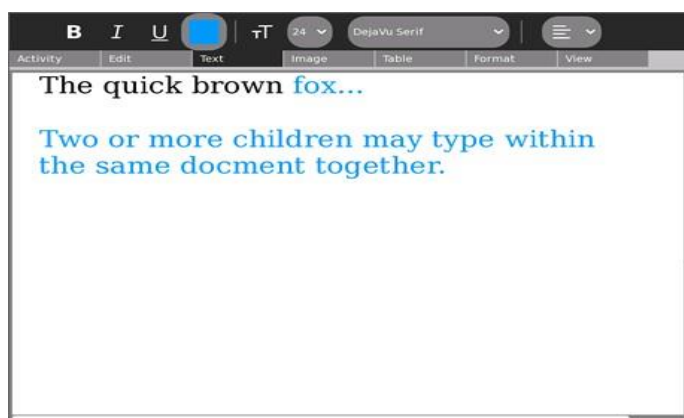 B I U TT 24 DejaVu Serif
Activity Edit Text Image Table Format View
The quick brown fox...
Two or more children may type within
the same docment together.